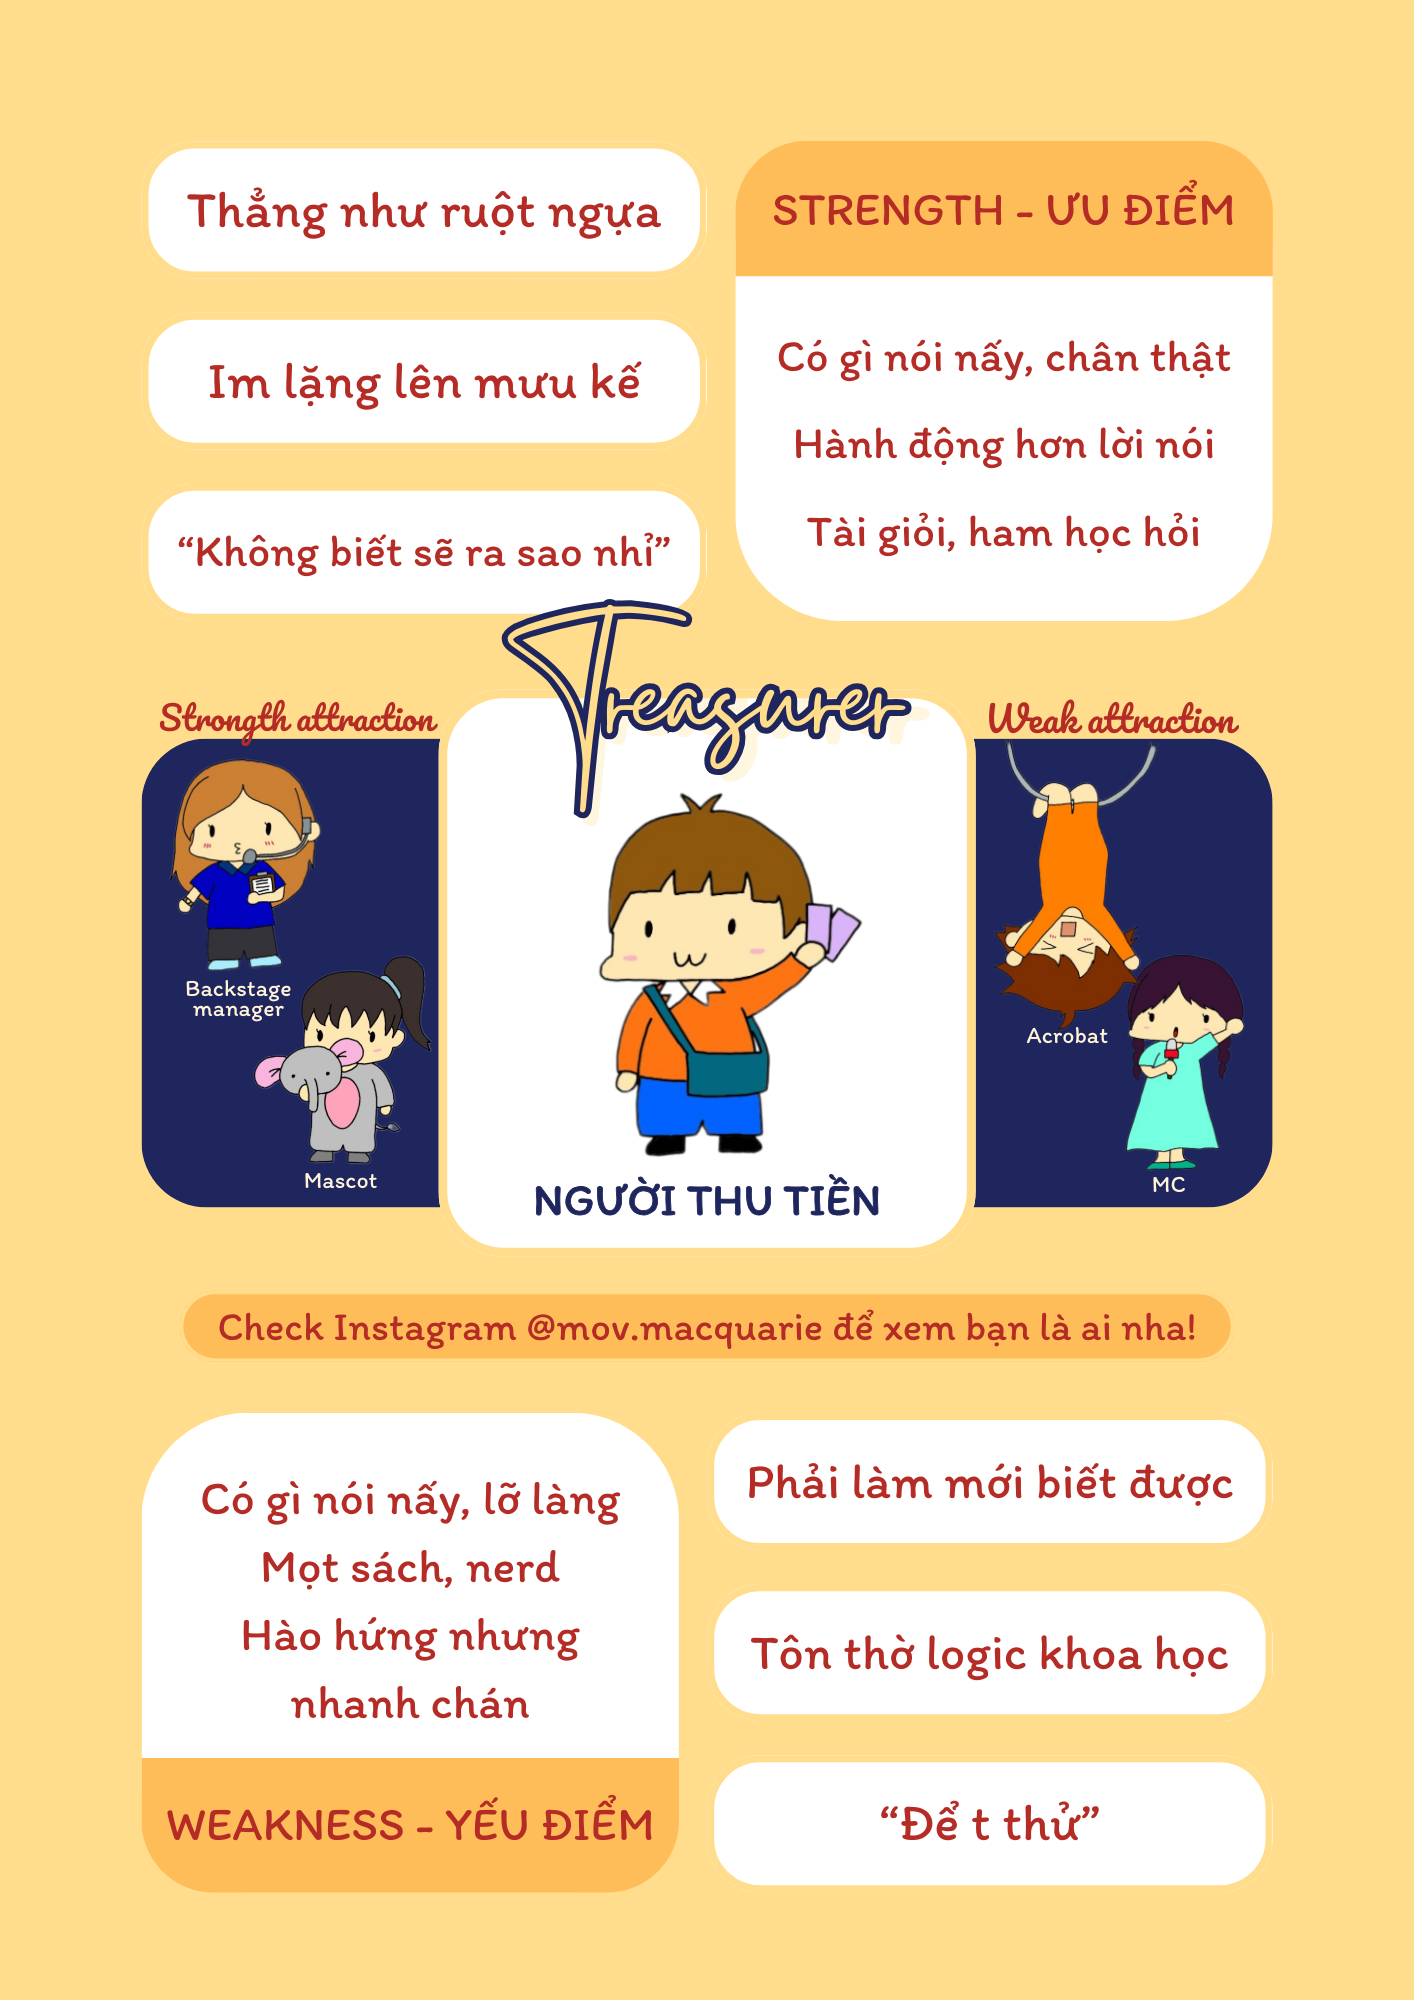 Thẳng như ruột ngựa
Im lặng lên mưu kế
“Không biết sẽ ra sao nhỉ”
STRENGTH - ƯU ĐIỂM
Có gì nói nấy, chân thật
Hành động hơn lời nói
Tài giỏi, ham học hỏi
Treasurer
Strongth attraction
Backstage
manager
Mascot
NGƯỜI THU TIỀN
Weak attraction
Acrobat
MC
Check Instagram @mov.macquarie để xem bạn là ai nha!
Có gì nói nấy, lỡ làng
Mọt sách, nerd
Hào hứng nhưng
nhanh chán
WEAKNESS - YẾU ĐIỂM
Phải làm mới biết được
Tôn thờ logic khoa học
“Để t thử”